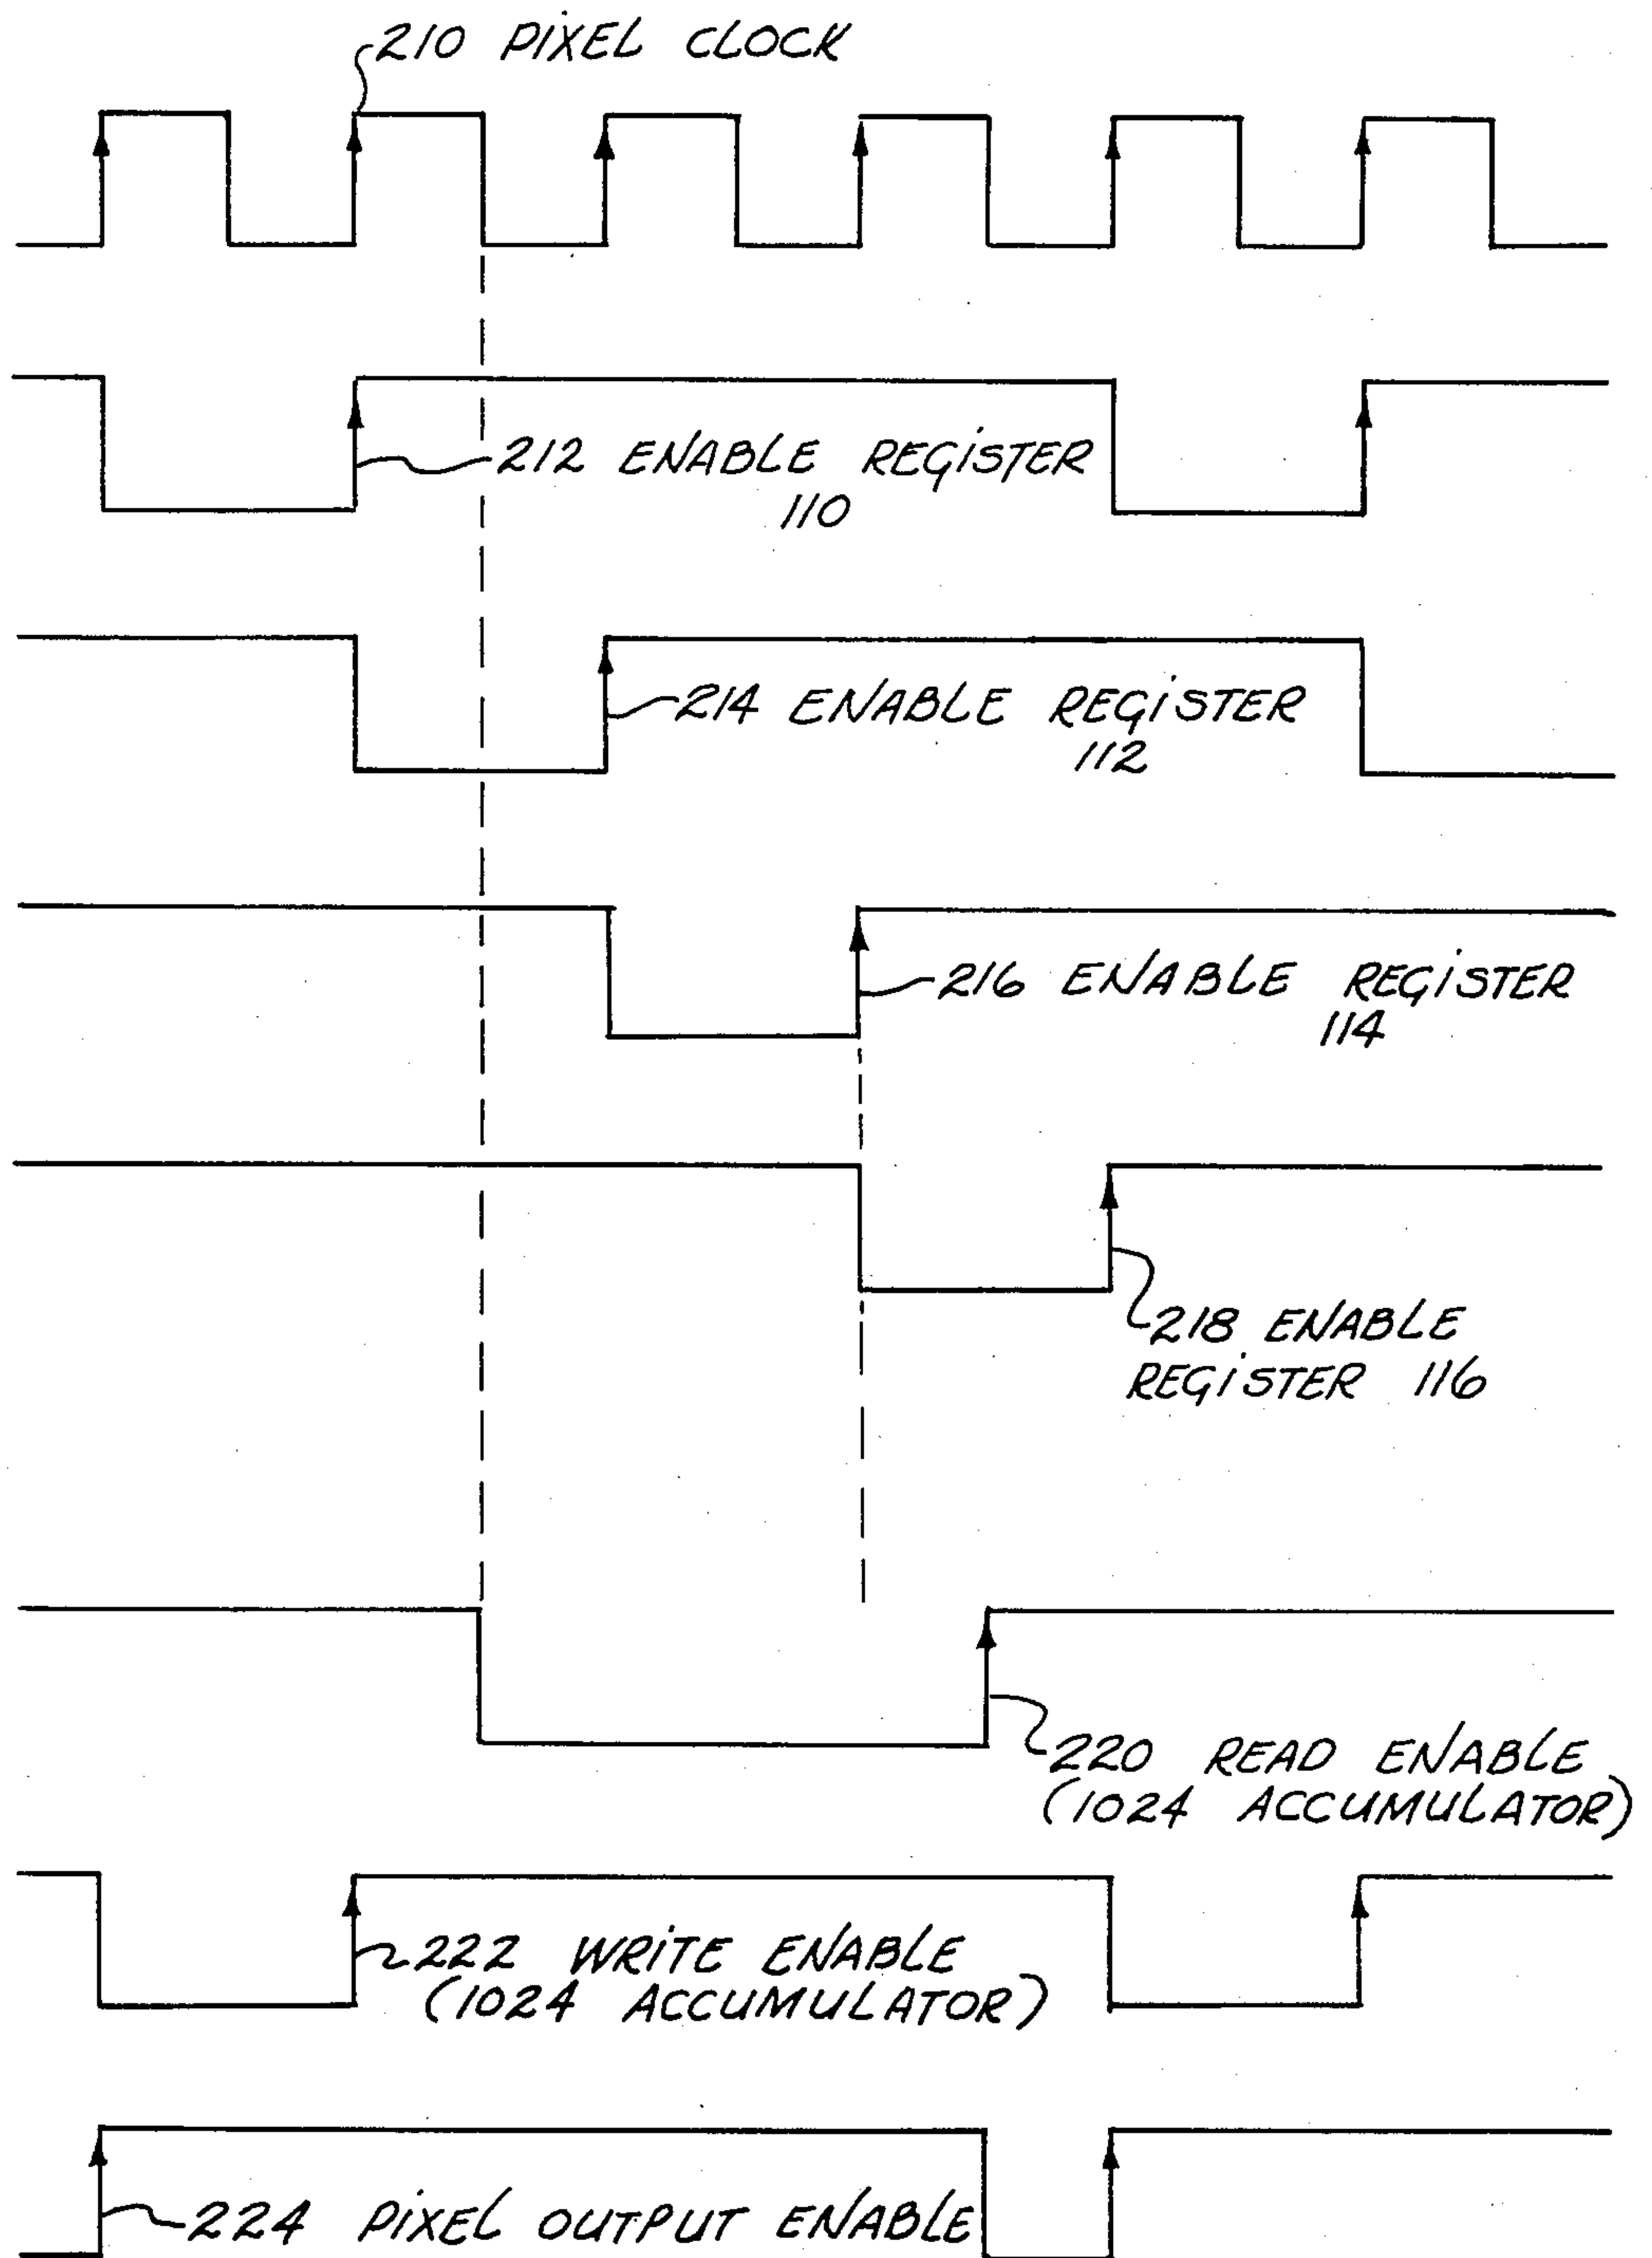 210 PIXEL CLOCK
212 ENABLE REGISTER
110
214 ENABLE REGISTER
112
216 ENABLE REGISTER
114
218 ENABLE
REGISTER 116
220 READ ENABLE
(1024 ACCUMULATOR)
222 WRITE ENABLE
(1024 ACCUMULATOR)
224 PIXEL OUTPUT ENABLE